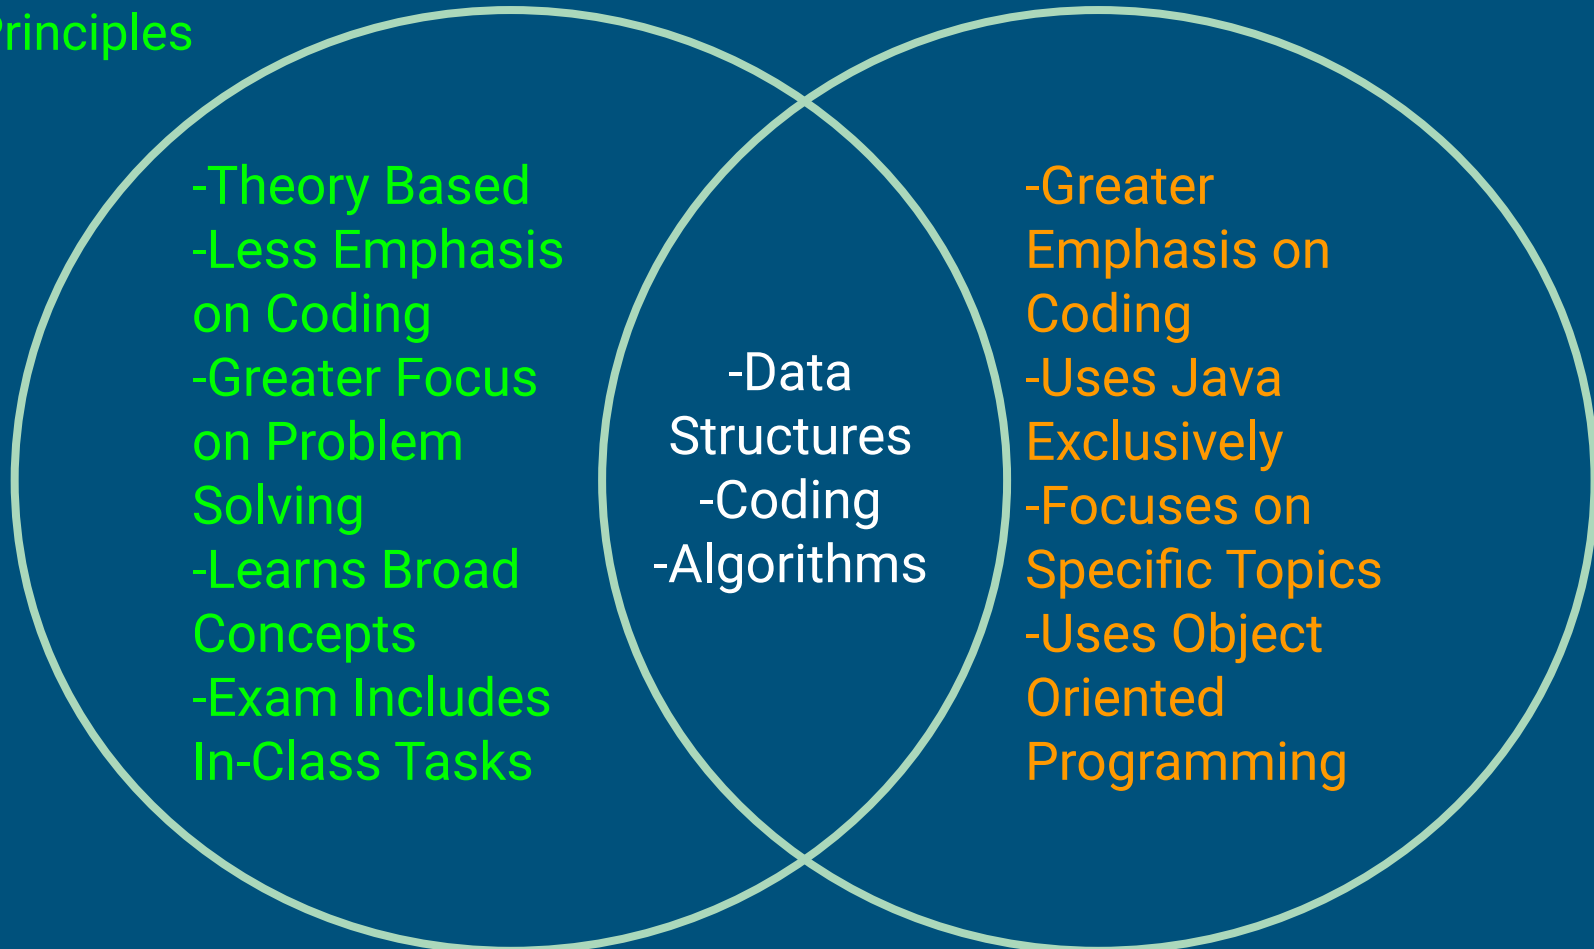 Principles
-Theory Based
-Less Emphasis
on Coding
-Greater Focus
on Problem
Solving
-Learns Broad
Concepts
-Exam Includes
In-Class Tasks
-Data
Structures
-Coding
-Algorithms
-Greater
Emphasis on
Coding
-Uses Java
Exclusively
-Focuses on
Specific Topics
-Uses Object
Oriented
Programming